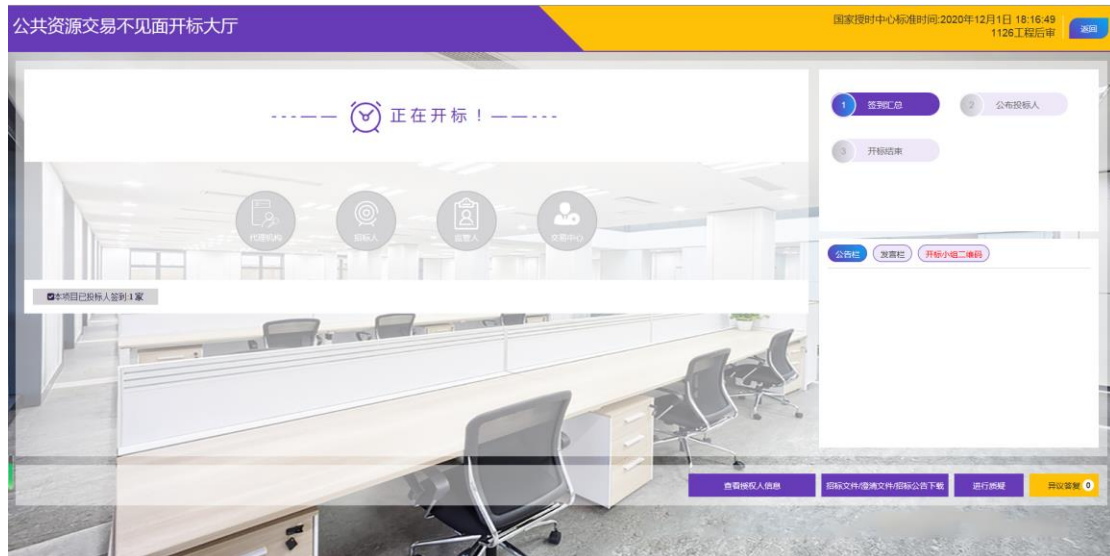 公共资源交易不见面开标大厅
国家授时中心标准时间:2020年12月1日 18:16:49
1126工程后审
返回
----—— 正在开标！——----
1 签到汇总
2 公布投标人
3 开标结束
代理机构
招标人
监管人
交易中心
本项目已投标人签到 1 家
公告栏
发言栏
开标小组二维码
查看授权人信息
招标文件/澄清文件/招标公告下载
进行质疑
异议答复 0